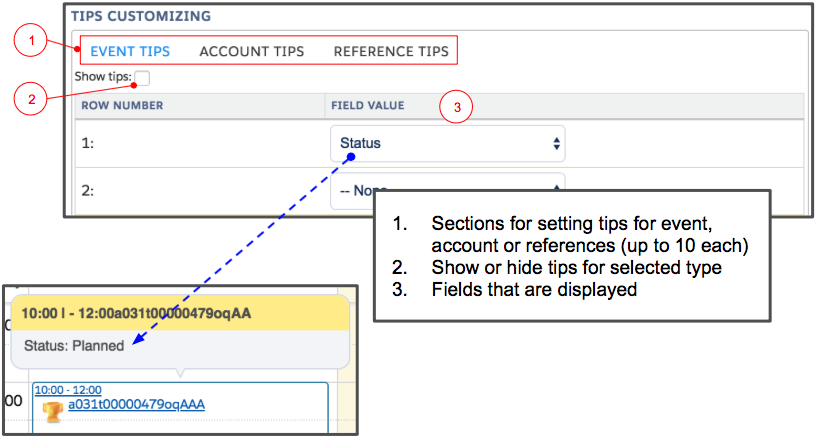 TIPS CUSTOMIZING
1
EVENT TIPS ACCOUNT TIPS REFERENCE TIPS
Show tips:
2
ROW NUMBER FIELD VALUE
3
1: Status
2: -- None
1. Sections for setting tips for event,
account or references (up to 10 each)
2. Show or hide tips for selected type
3. Fields that are displayed
10:00 | - 12:00a031t00000479oqAA
Status: Planned
00
10:00 - 12:00
a031t00000479oqAAA